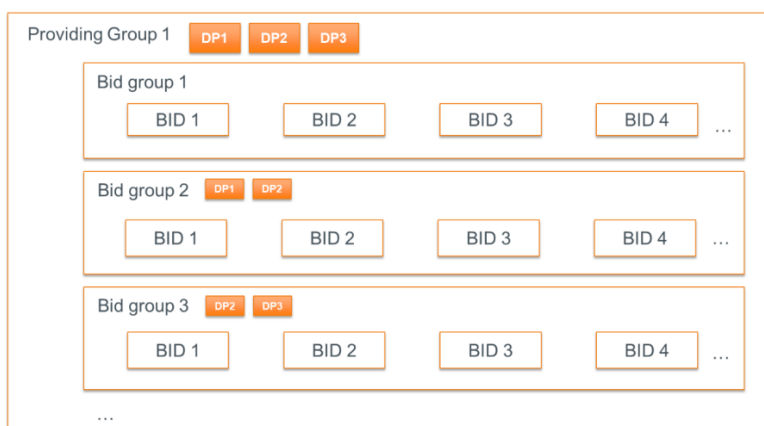 Providing Group 1 DP1 DP2 DP3
Bid group 1
BID 1 BID 2 BID 3 BID 4 ...
Bid group 2 DP1 DP2
BID 1 BID 2 BID 3 BID 4 ...
Bid group 3 DP2 DP3
BID 1 BID 2 BID 3 BID 4 ...
...